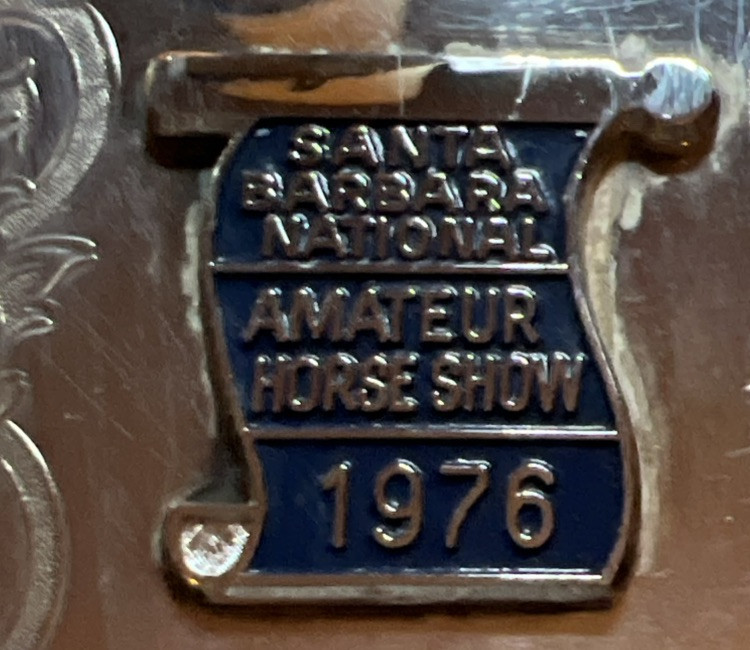 SANTA
BARBARA
NATIONAL
AMATEUR
HORSE SHOW
1976